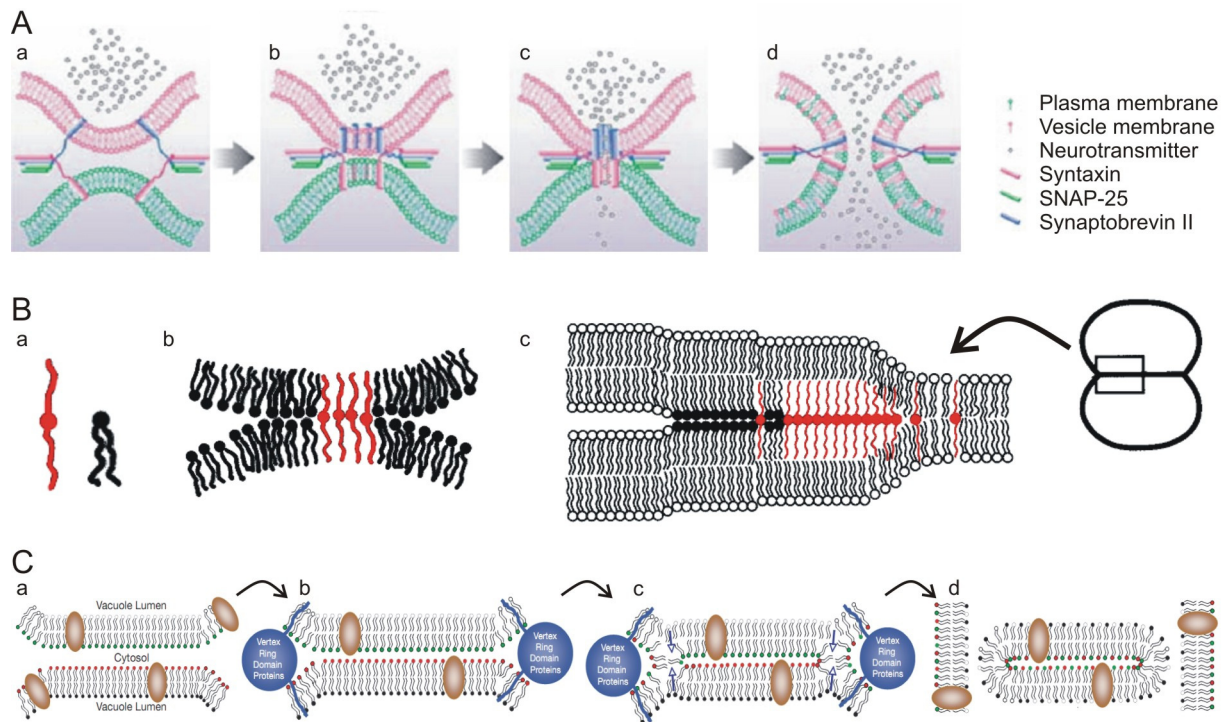 A
a
b
c
d
Plasma membrane
Vesicle membrane
Neurotransmitter
Syntaxin
SNAP-25
Synaptobrevin II
B
a
b
c
C
a
b
c
d
Vacuole Lumen
Cytosol
Vacuole Lumen
Vertex
Ring
Domain
Proteins
Vertex
Ring
Domain
Proteins
Vertex
Ring
Domain
Proteins
Vertex
Ring
Domain
Proteins